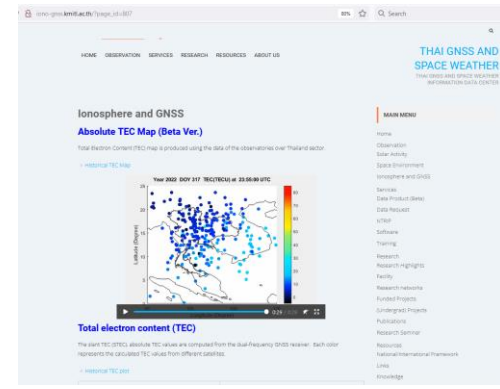 iono-gnss.kmitl.ac.th/?page_id=807
80%
Search
HOME OBSERVATION SERVICES RESEARCH RESOURCES ABOUT US
THAI GNSS AND
SPACE WEATHER
THAI GNSS AND SPACE WEATHER
INFORMATION DATA CENTER
Ionosphere and GNSS
Absolute TEC Map (Beta Ver.)
Total Electron Content (TEC) map is produced using the data of the observatories over Thailand sector.
Historical TEC Map
Year 2022 DOY 317 TEC(TECU) at 23:55:00 UTC
Latitude (Degree)
0:29
Total electron content (TEC)
The slant TEC (STEC), absolute TEC values are computed from the dual-frequency GNSS receiver. Each color
represents the calculated TEC values from different satellites.
Historical TEC plot
MAIN MENU
Home
Observation
Solar Activity
Space Environment
Ionosphere and GNSS
Services
Data Product (Beta)
Data Request
NTRIP
Software
Training
Research
Research Highlights
Facility
Research Networks
Funded Projects
(Undergrad) Projects
Publications
Research Seminar
Resources
National/International Framework
Links
Knowledge